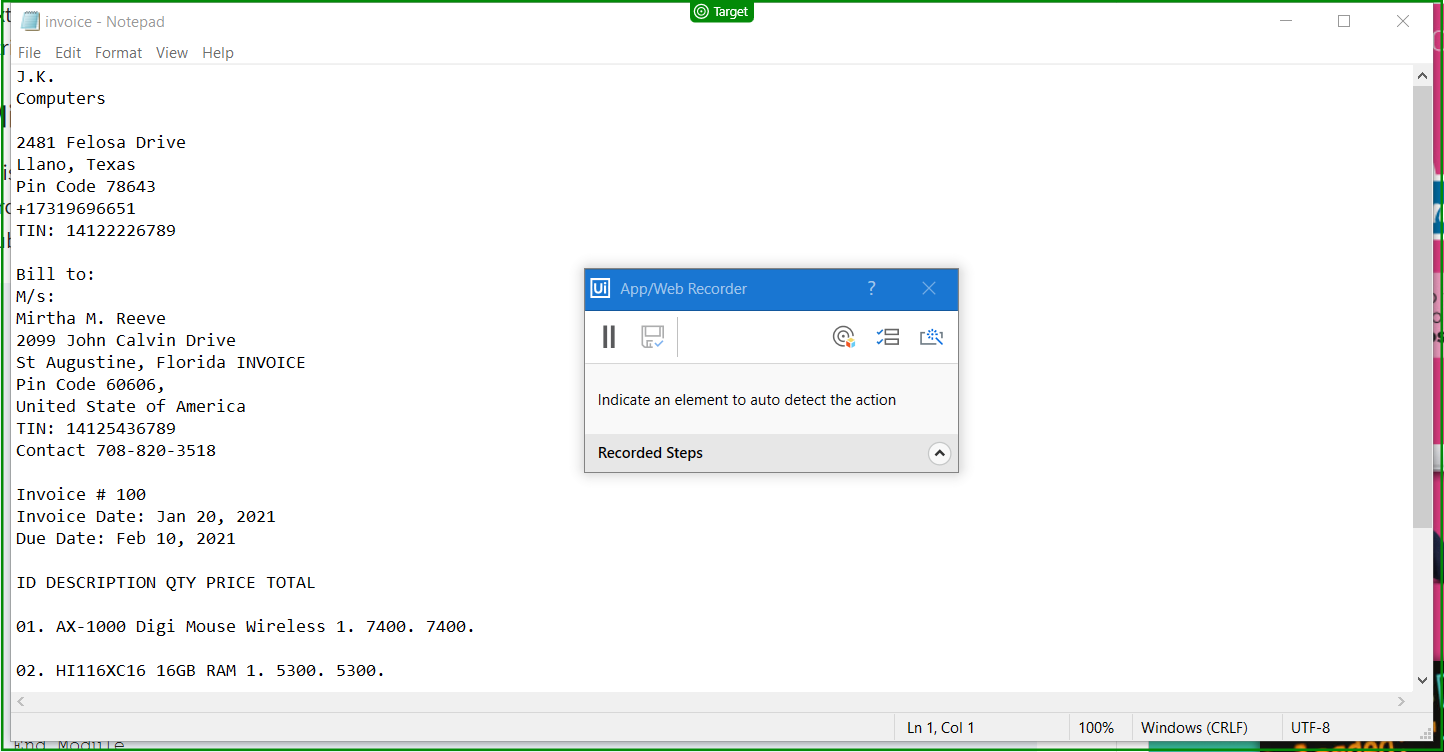 Target
invoice - Notepad
File Edit Format View Help
J.K.
Computers
2481 Felosa Drive
Llano, Texas
Pin Code 78643
+17319696651
TIN: 14122226789
Bill to:
M/s:
Mirtha M. Reeve
2099 John Calvin Drive
St Augustine, Florida INVOICE
Pin Code 60606,
United State of America
TIN: 14125436789
Contact 708-820-3518
Invoice # 100
Invoice Date: Jan 20, 2021
Due Date: Feb 10, 2021
ID DESCRIPTION QTY PRICE TOTAL
01. AX-1000 Digi Mouse Wireless 1. 7400. 7400.
02. HI116XC16 16GB RAM 1. 5300. 5300.
Ui App/Web Recorder ?
Indicate an element to auto detect the action
Recorded Steps
Ln 1, Col 1 100% Windows (CRLF) UTF-8
End Module